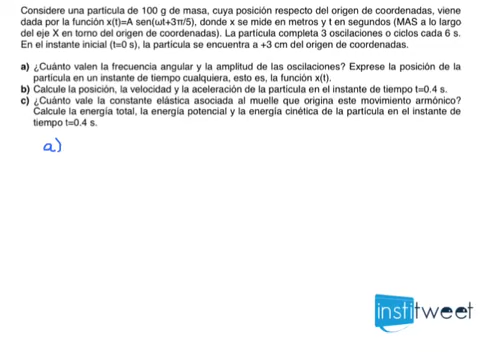 Considere una partícula de 100 g de masa, cuya posición respecto del origen de coordenadas, viene
dada por la función x(t)=A sen(ωt+3π/5), donde x se mide en metros y t en segundos (MAS a lo largo
del eje X en torno del origen de coordenadas). La partícula completa 3 oscilaciones o ciclos cada 6 s.
En el instante inicial (t=0 s), la partícula se encuentra a +3 cm del origen de coordenadas.
a) ¿Cuánto valen la frecuencia angular y la amplitud de las oscilaciones? Exprese la posición de la
partícula en un instante de tiempo cualquiera, esto es, la función x(t).
b) Calcule la posición, la velocidad y la aceleración de la partícula en el instante de tiempo t=0.4 s.
c) ¿Cuánto vale la constante elástica asociada al muelle que origina este movimiento armónico?
Calcule la energía total, la energía potencial y la energía cinética de la partícula en el instante de
tiempo t=0.4 s.
a)
institweet